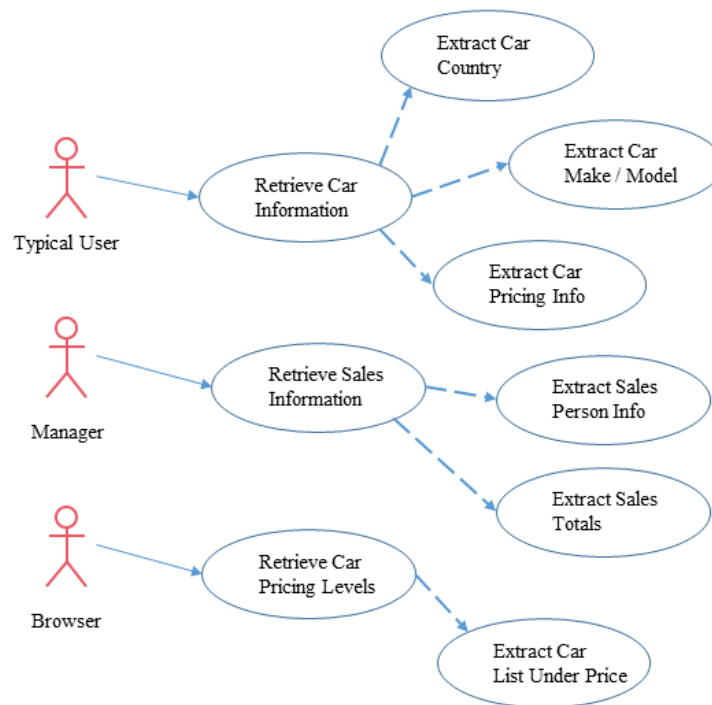 Extract Car
Country
Extract Car
Make / Model
Retrieve Car
Information
Typical User
Extract Car
Pricing Info
Retrieve Sales
Information
Extract Sales
Person Info
Manager
Extract Sales
Totals
Retrieve Car
Pricing Levels
Browser
Extract Car
List Under Price